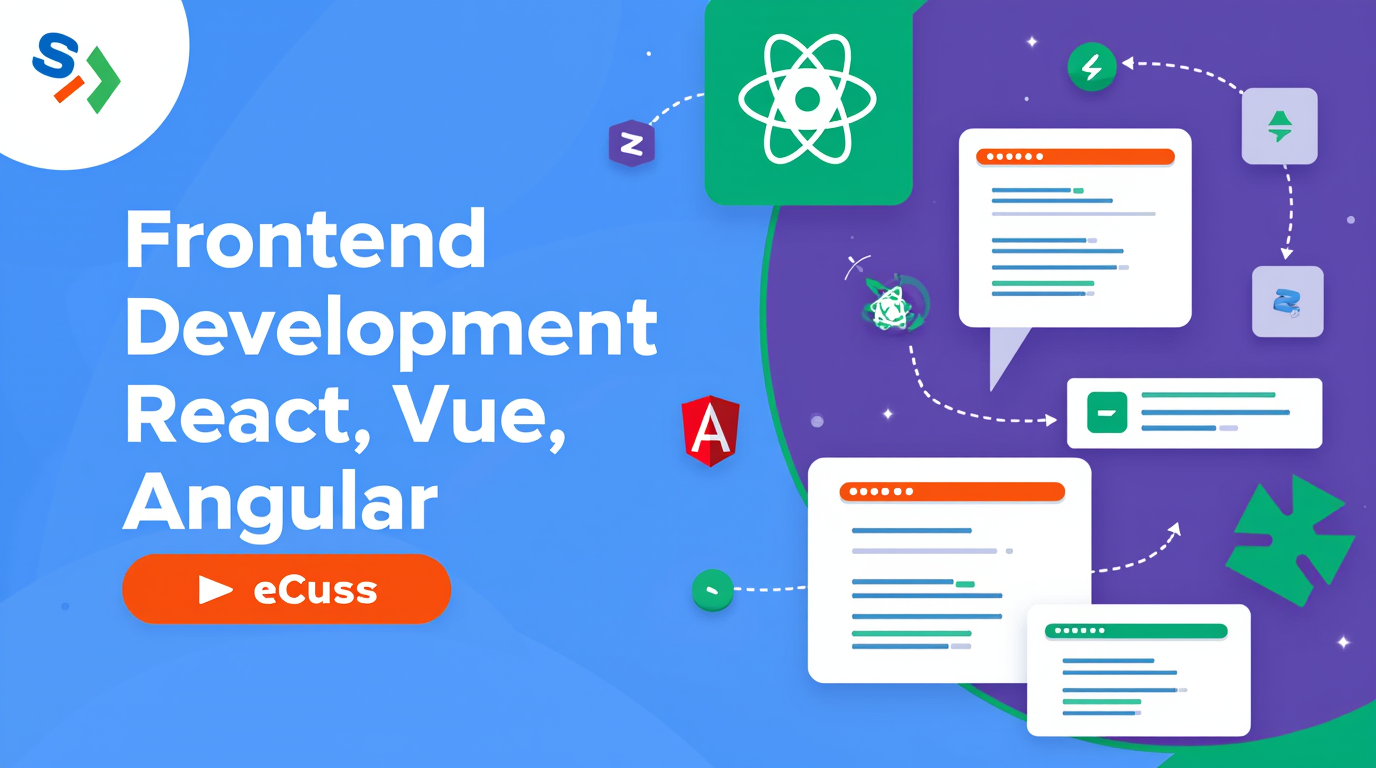 S
Frontend
Development
React, Vue,
Angular
eCuss
Z
A